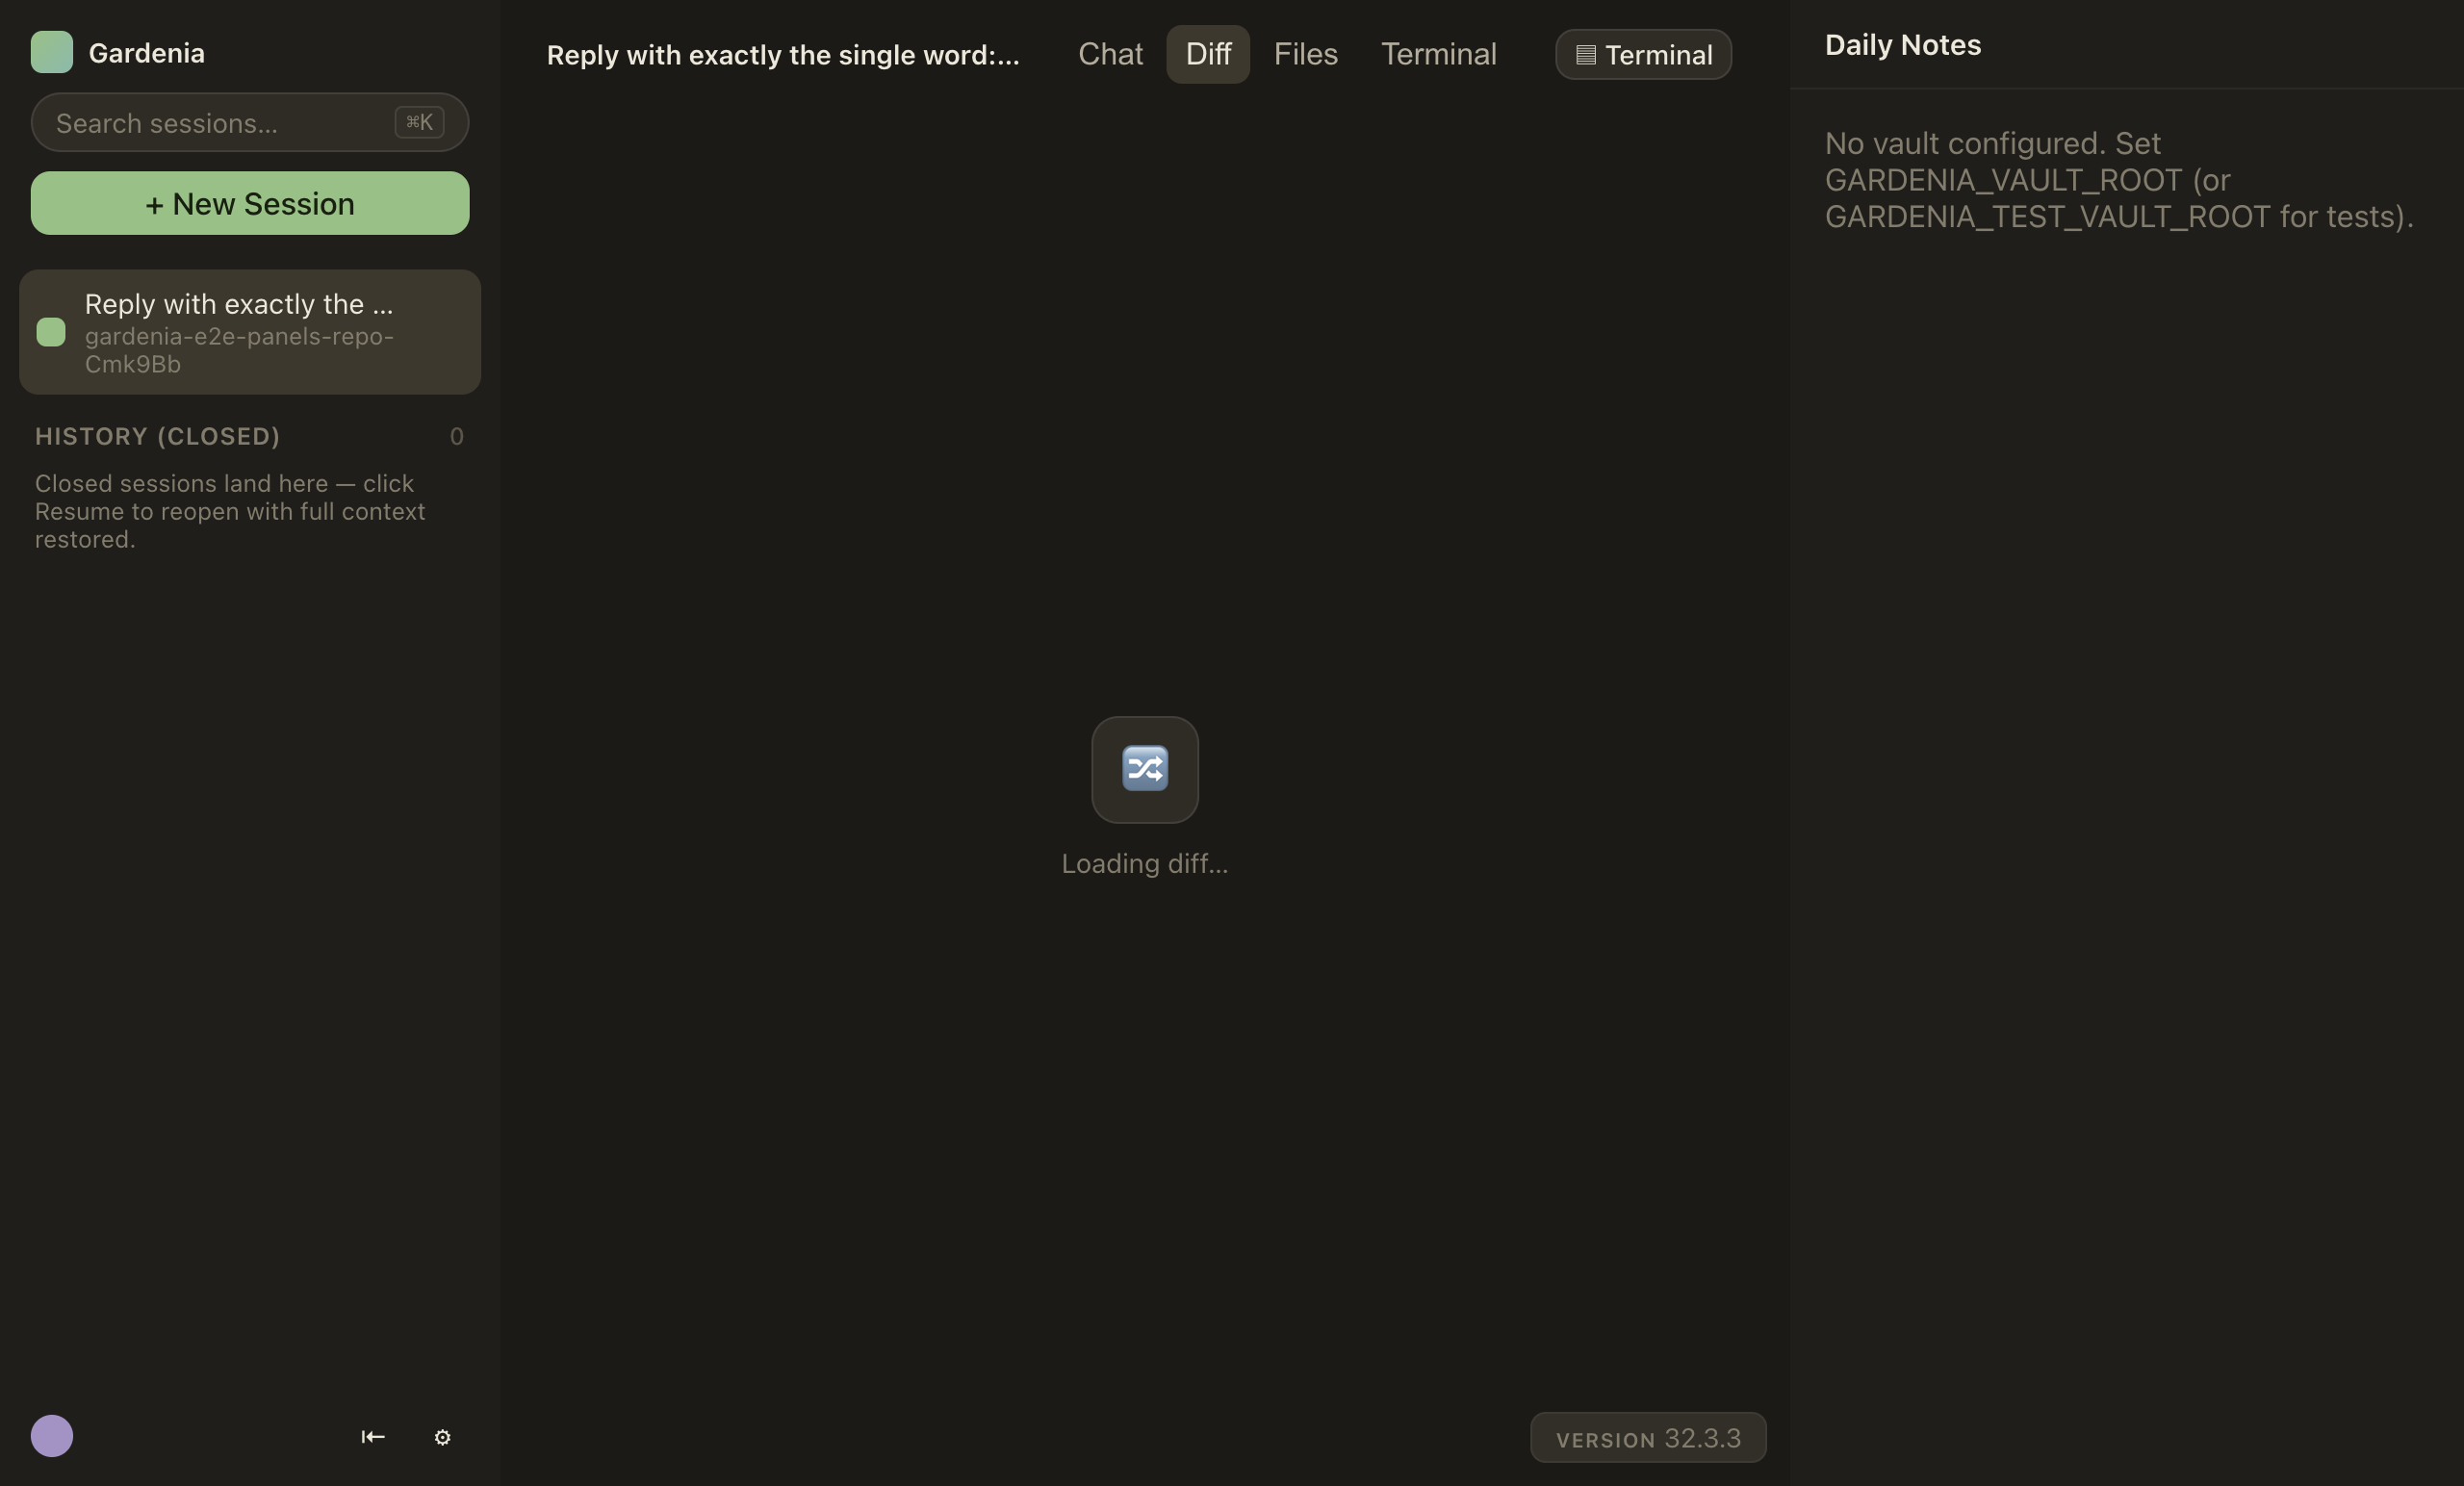 Gardenia
Search sessions...
⌘K
+ New Session
Reply with exactly the ...
gardenia-e2e-panels-repo-
Cmk9Bb
HISTORY (CLOSED)
0
Closed sessions land here — click
Resume to reopen with full context
restored.
Reply with exactly the single word:...
Chat
Diff
Files
Terminal
Terminal
Loading diff...
VERSION 32.3.3
Daily Notes
No vault configured. Set
GARDENIA_VAULT_ROOT (or
GARDENIA_TEST_VAULT_ROOT for tests).